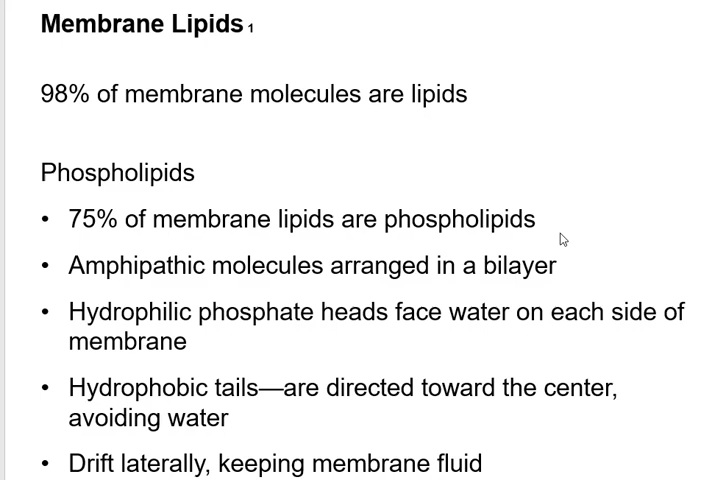 Membrane Lipids 1
98% of membrane molecules are lipids
Phospholipids
• 75% of membrane lipids are phospholipids
• Amphipathic molecules arranged in a bilayer
• Hydrophilic phosphate heads face water on each side of
membrane
• Hydrophobic tails—are directed toward the center,
avoiding water
• Drift laterally, keeping membrane fluid